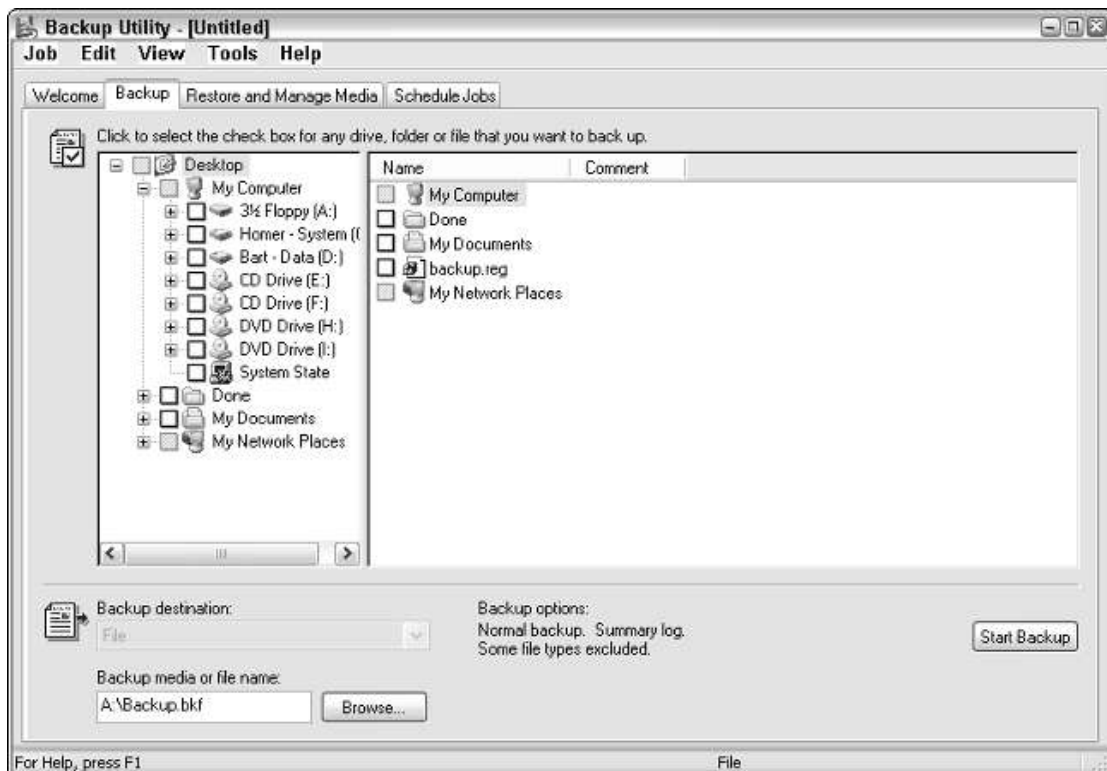 Backup Utility - [Untitled]
Job Edit View Tools Help
Welcome Backup Restore and Manage Media Schedule Jobs
Click to select the check box for any drive, folder or file that you want to back up.
Desktop
My Computer
3½ Floppy (A:)
Homer - System (
Bart - Data (D:)
CD Drive (E:)
CD Drive (F:)
DVD Drive (H:)
DVD Drive (I:)
System State
Done
My Documents
My Network Places
Name Comment
My Computer
Done
My Documents
backup.reg
My Network Places
Backup destination:
File
Backup media or file name:
A:\Backup.bkf
Browse...
Backup options:
Normal backup. Summary log.
Some file types excluded.
Start Backup
For Help, press F1 File